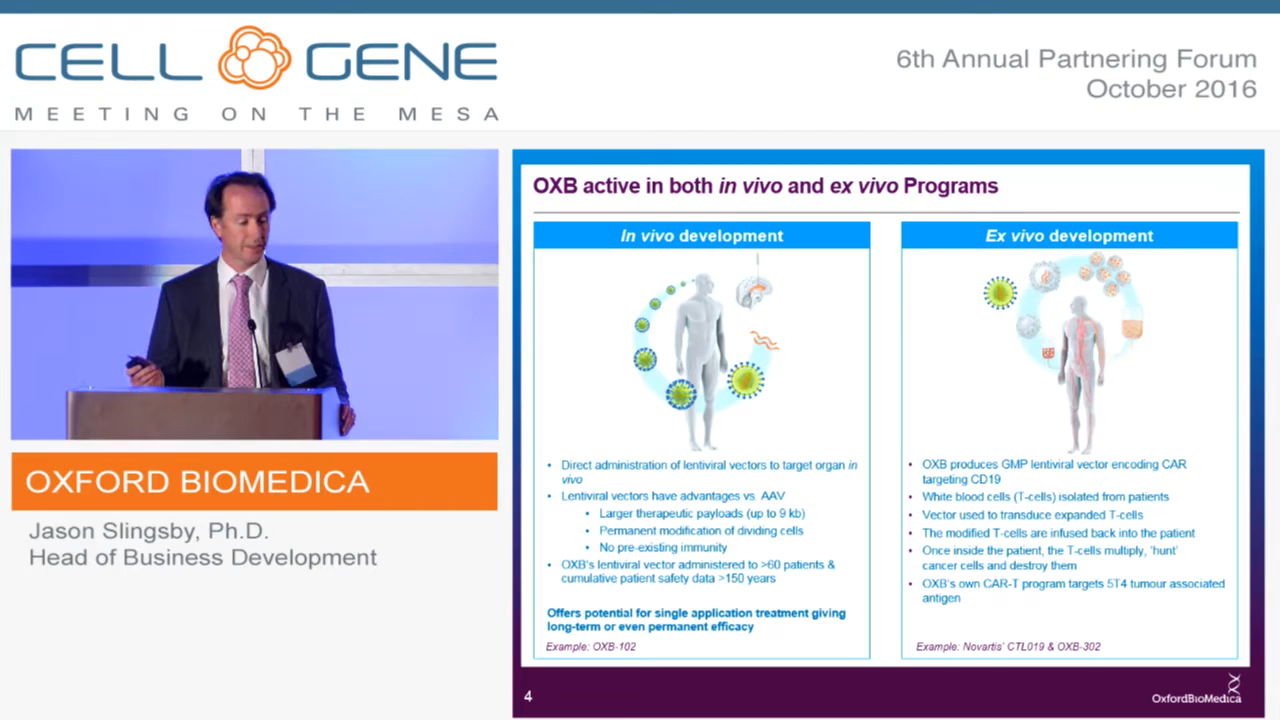 CELL GENE
MEETING ON THE MESA
6th Annual Partnering Forum
October 2016
OXFORD BIOMEDICA
Jason Slingsby, Ph.D.
Head of Business Development
OXB active in both in vivo and ex vivo Programs
In vivo development
• Direct administration of lentiviral vectors to target organ in
vivo
• Lentiviral vectors have advantages vs. AAV
• Larger therapeutic payloads (up to 9 kb)
• Permanent modification of dividing cells
• No pre-existing immunity
• OXB's lentiviral vector administered to >60 patients &
cumulative patient safety data >150 years
Offers potential for single application treatment giving
long-term or even permanent efficacy
Example: OXB-102
Ex vivo development
• OXB produces GMP lentiviral vector encoding CAR
targeting CD19
• White blood cells (T-cells) isolated from patients
• Vector used to transduce expanded T-cells
• The modified T-cells are infused back into the patient
• Once inside the patient, the T-cells multiply, 'hunt'
cancer cells and destroy them
• OXB's own CAR-T program targets 5T4 tumour associated
antigen
Example: Novartis' CTL019 & OXB-302
4
OxfordBioMedica